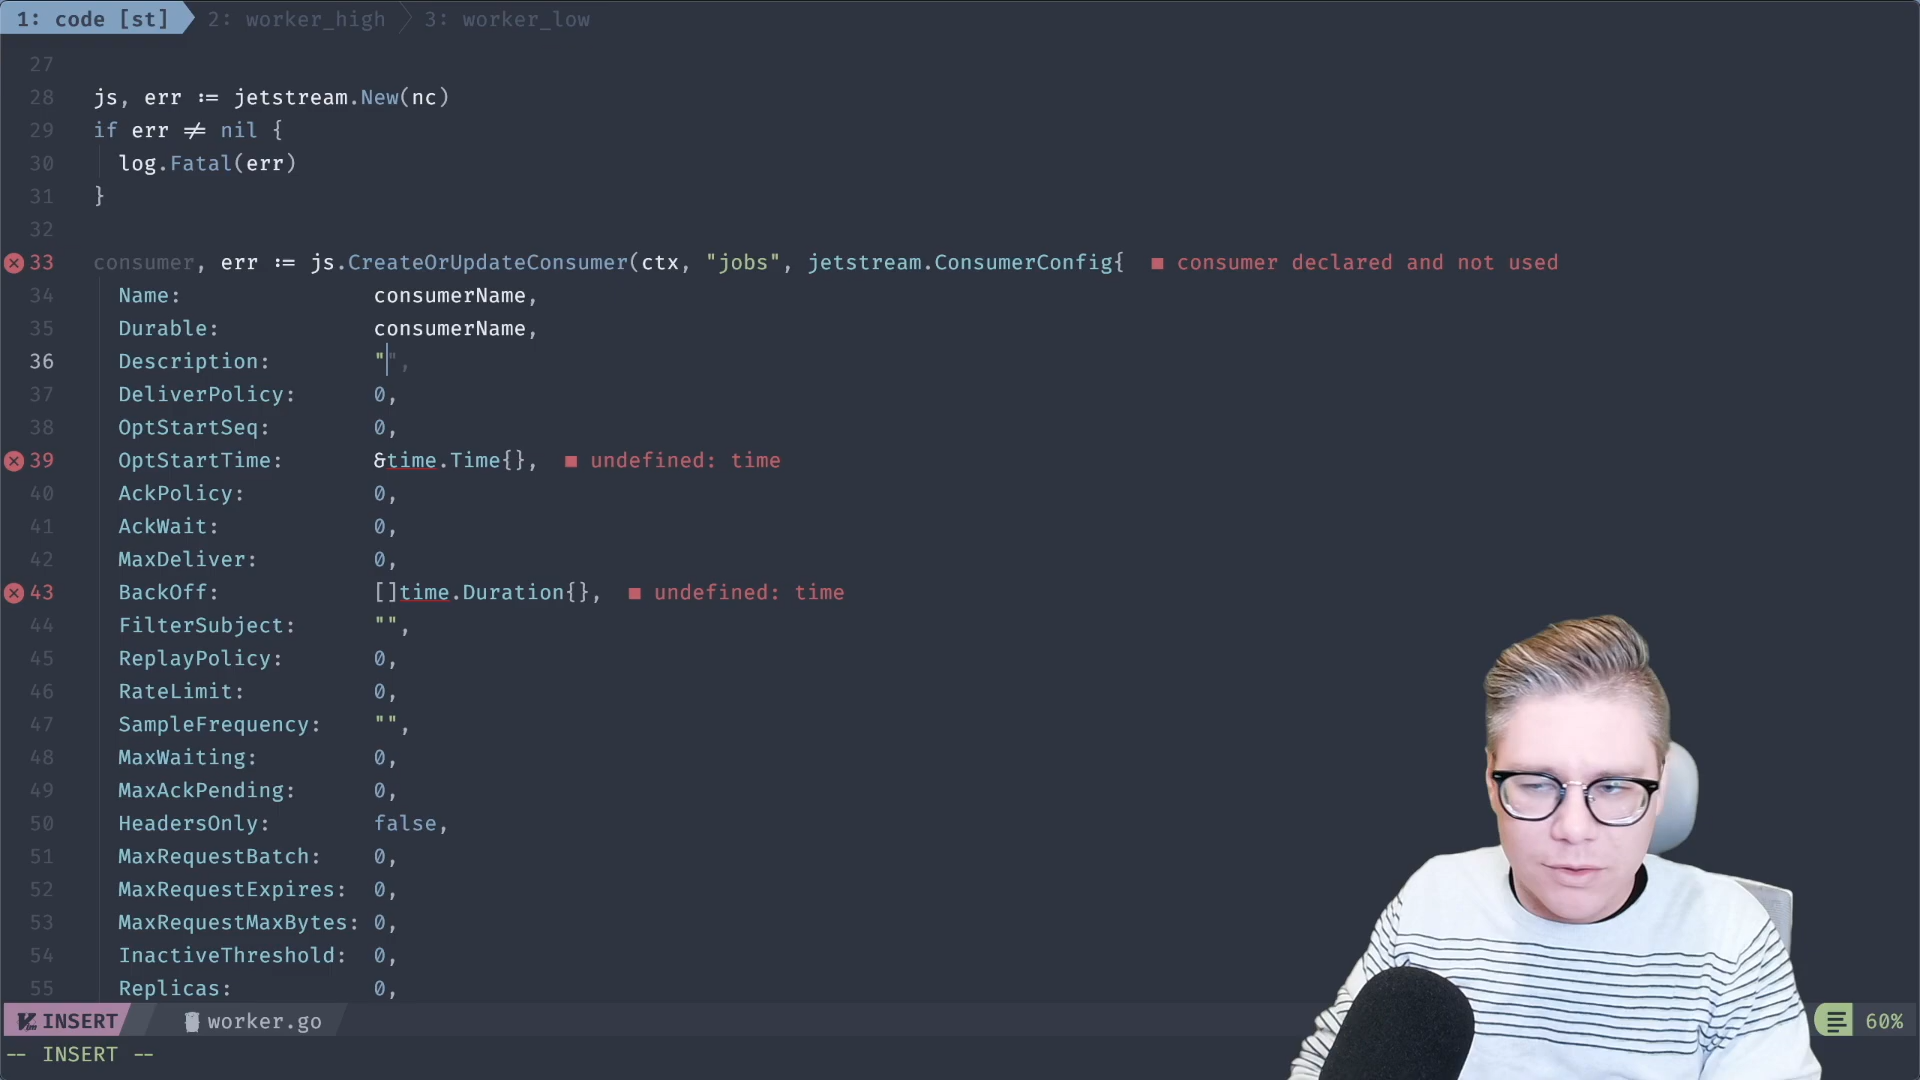 1: code [st] 2: worker_high 3: worker_low
27
28 js, err := jetstream.New(nc)
29 if err ≠ nil {
30 log.Fatal(err)
31 }
32
33 consumer, err := js.CreateOrUpdateConsumer(ctx, "jobs", jetstream.ConsumerConfig{ ■ consumer declared and not used
34 Name: consumerName,
35 Durable: consumerName,
36 Description: "",
37 DeliverPolicy: 0,
38 OptStartSeq: 0,
39 OptStartTime: &time.Time{}, ■ undefined: time
40 AckPolicy: 0,
41 AckWait: 0,
42 MaxDeliver: 0,
43 BackOff: []time.Duration{}, ■ undefined: time
44 FilterSubject: "",
45 ReplayPolicy: 0,
46 RateLimit: 0,
47 SampleFrequency: "",
48 MaxWaiting: 0,
49 MaxAckPending: 0,
50 HeadersOnly: false,
51 MaxRequestBatch: 0,
52 MaxRequestExpires: 0,
53 MaxRequestMaxBytes: 0,
54 InactiveThreshold: 0,
55 Replicas: 0,
INSERT worker.go 60%
-- INSERT --